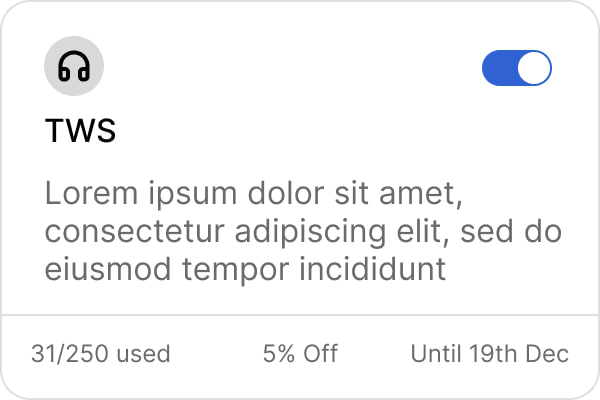 TWS
Lorem ipsum dolor sit amet,
consectetur adipiscing elit, sed do
eiusmod tempor incididunt
31/250 used
5% Off
Until 19th Dec